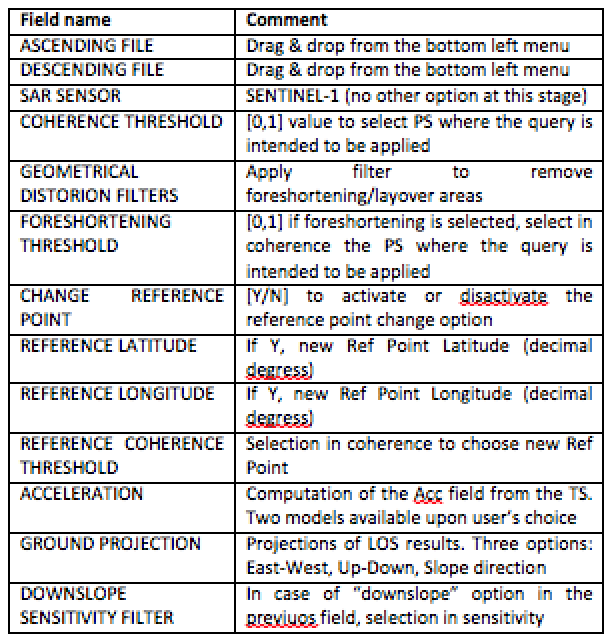 Field name Comment
ASCENDING FILE Drag & drop from the bottom left menu
DESCENDING FILE Drag & drop from the bottom left menu
SAR SENSOR SENTINEL-1 (no other option at this stage)
COHERENCE THRESHOLD [0,1] value to select PS where the query is
intended to be applied
GEOMETRICAL Apply filter to remove
DISTORION FILTERS foreshortening/layover areas
FORESHORTENING [0,1] if foreshortening is selected, select in
THRESHOLD coherence the PS where the query is
intended to be applied
CHANGE REFERENCE [Y/N] to activate or disactivate the
POINT reference point change option
REFERENCE LATITUDE If Y, new Ref Point Latitude (decimal
degress)
REFERENCE LONGITUDE If Y, new Ref Point Longitude (decimal
degress)
REFERENCE COHERENCE Selection in coherence to choose new Ref
THRESHOLD Point
ACCELERATION Computation of the Acc field from the TS.
Two models available upon user's choice
GROUND PROJECTION Projections of LOS results. Three options:
East-West, Up-Down, Slope direction
DOWNSLOPE In case of "downslope" option in the
SENSITIVITY FILTER previuos field, selection in sensitivity